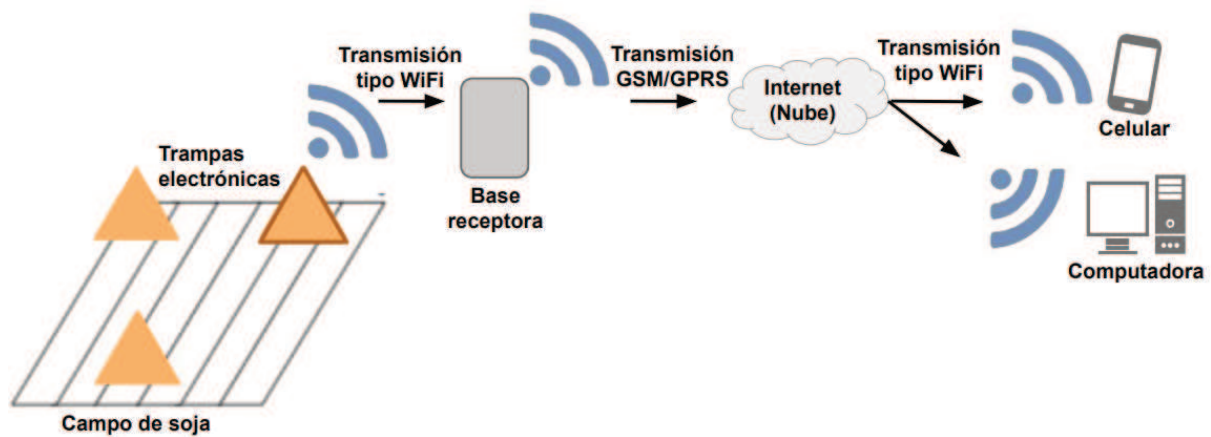 Transmisión
tipo WiFi
Transmisión
GSM/GPRS
Transmisión
tipo WiFi
Internet
(Nube)
Celular
Trampas
electrónicas
Base
receptora
Computadora
Campo de soja